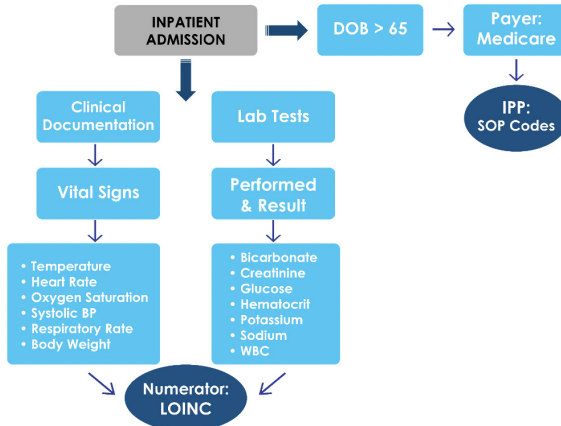 INPATIENT
ADMISSION
DOB > 65
Payer:
Medicare
IPP:
SOP Codes
Clinical
Documentation
Lab Tests
Vital Signs
Performed
& Result
• Temperature
• Heart Rate
• Oxygen Saturation
• Systolic BP
• Respiratory Rate
• Body Weight
• Bicarbonate
• Creatinine
• Glucose
• Hematocrit
• Potassium
• Sodium
• WBC
Numerator:
LOINC